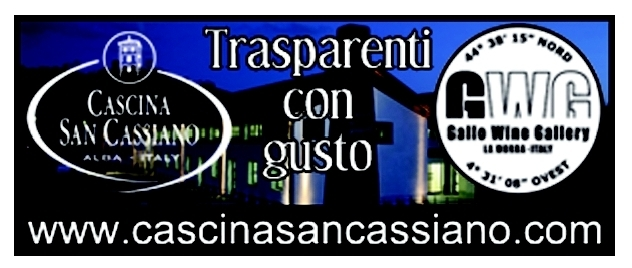 CASCINA
SAN CASSIANO
ALBA - ITALY
Trasparenti
con
gusto
44° 38' 15" NORD
GWG
Gallo Wine Gallery
LA MORRA - ITALY
4° 31' 08" OVEST
www.cascinasancassiano.com